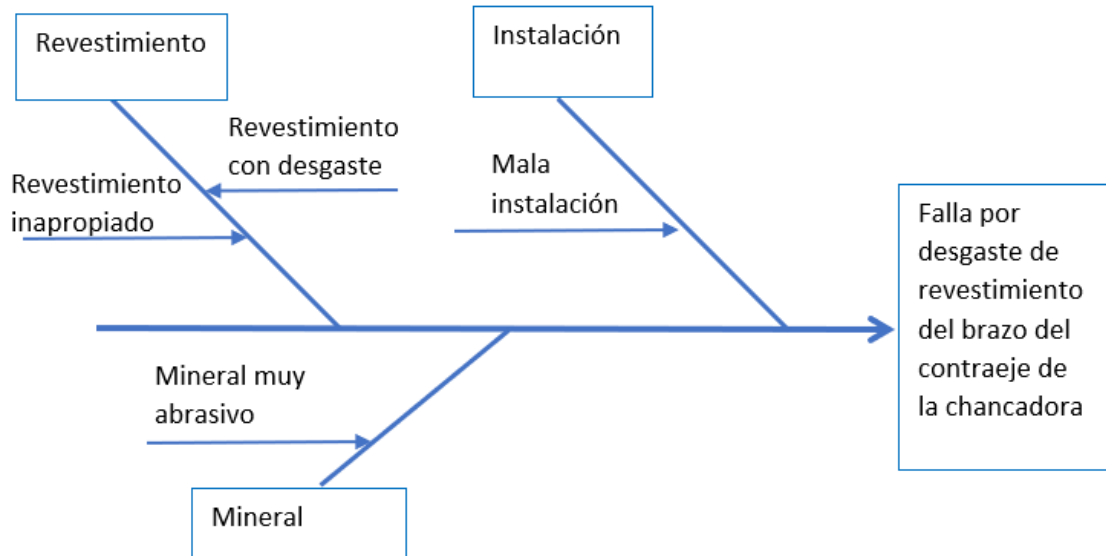 Revestimiento
Instalación
Revestimiento
con desgaste
Revestimiento
inapropiado
Mala
instalación
Falla por
desgaste de
revestimiento
del brazo del
contraeje de
la chancadora
Mineral muy
abrasivo
Mineral